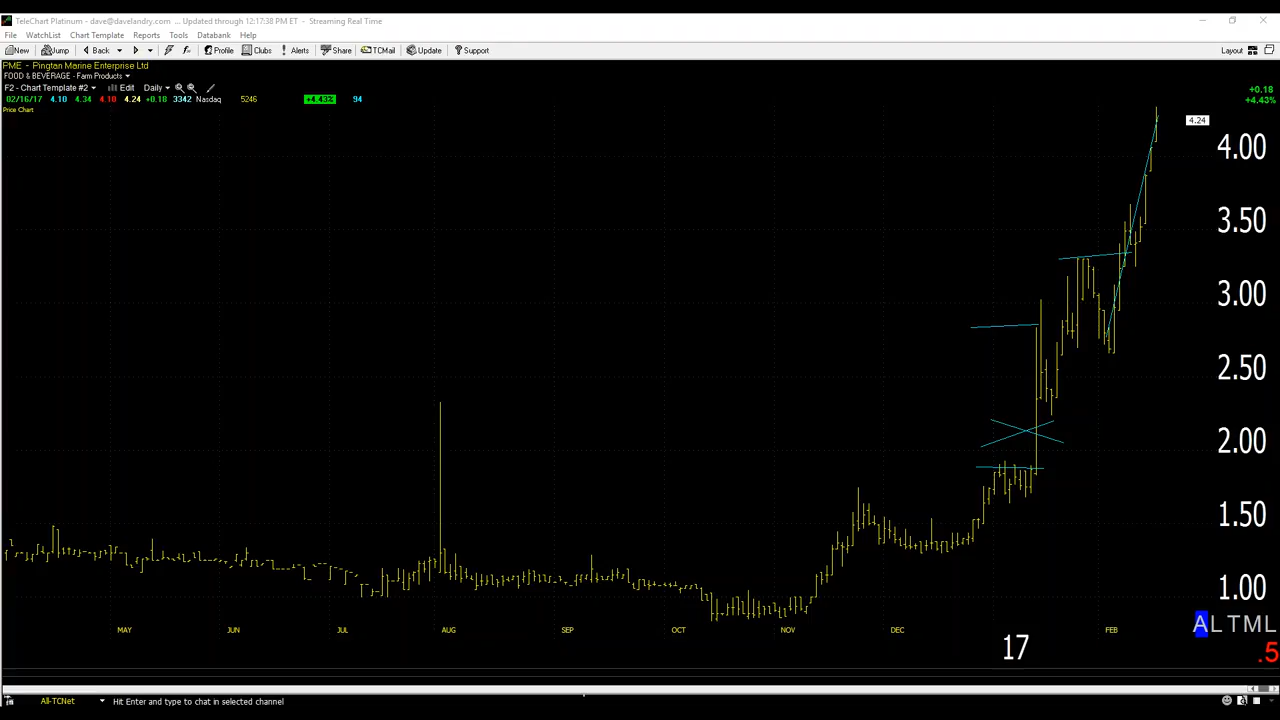 TeleChart Platinum - dave@davelandry.com ... Updated through 12:17:38 PM ET - Streaming Real Time
File WatchList Chart Template Reports Tools Databank Help
New Jump Back Profile Clubs Alerts Share TCMail Update Support Layout
PME - Pingtan Marine Enterprise Ltd
FOOD & BEVERAGE - Farm Products
F2 - Chart Template #2 Edit Daily
02/16/17 4.10 4.34 4.10 4.24 +0.18 3342 Nasdaq 5246 +4.43% 94
+0.18
+4.43%
Price Chart
4.24
4.00
3.50
3.00
2.50
2.00
1.50
1.00
MAY JUN JUL AUG SEP OCT NOV DEC FEB
17
ALTML
.5
All-TCNet Hit Enter and type to chat in selected channel